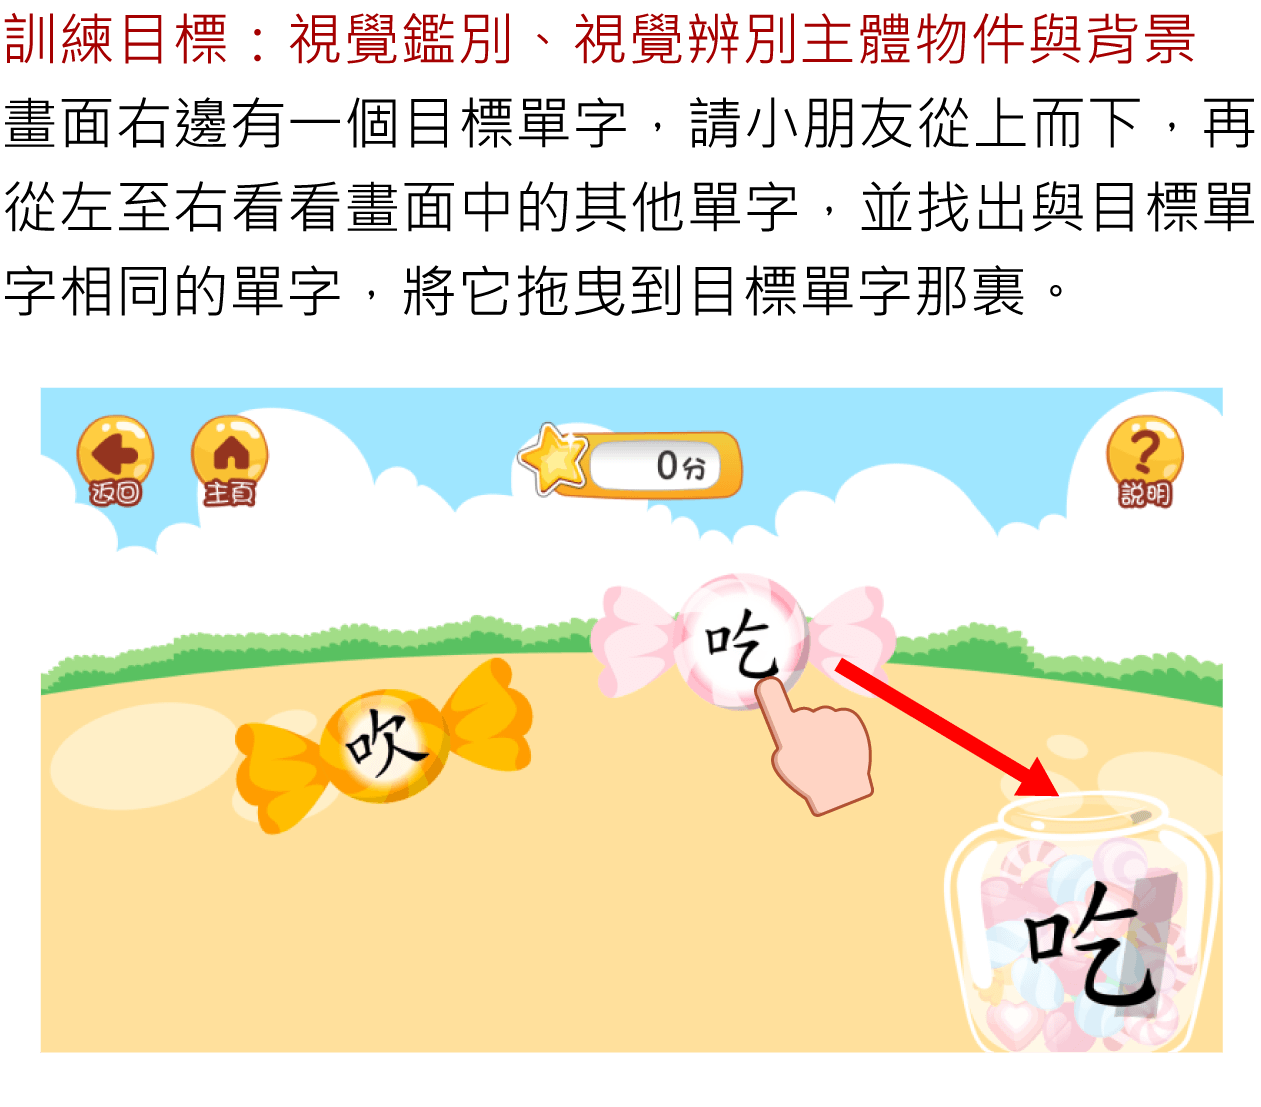 訓練目標：視覺鑑別、視覺辨別主體物件與背景
畫面右邊有一個目標單字，請小朋友從上而下，再
從左至右看看畫面中的其他單字，並找出與目標單
字相同的單字，將它拖曳到目標單字那裏。
返回
主頁
0分
説明
吃
吹
吃